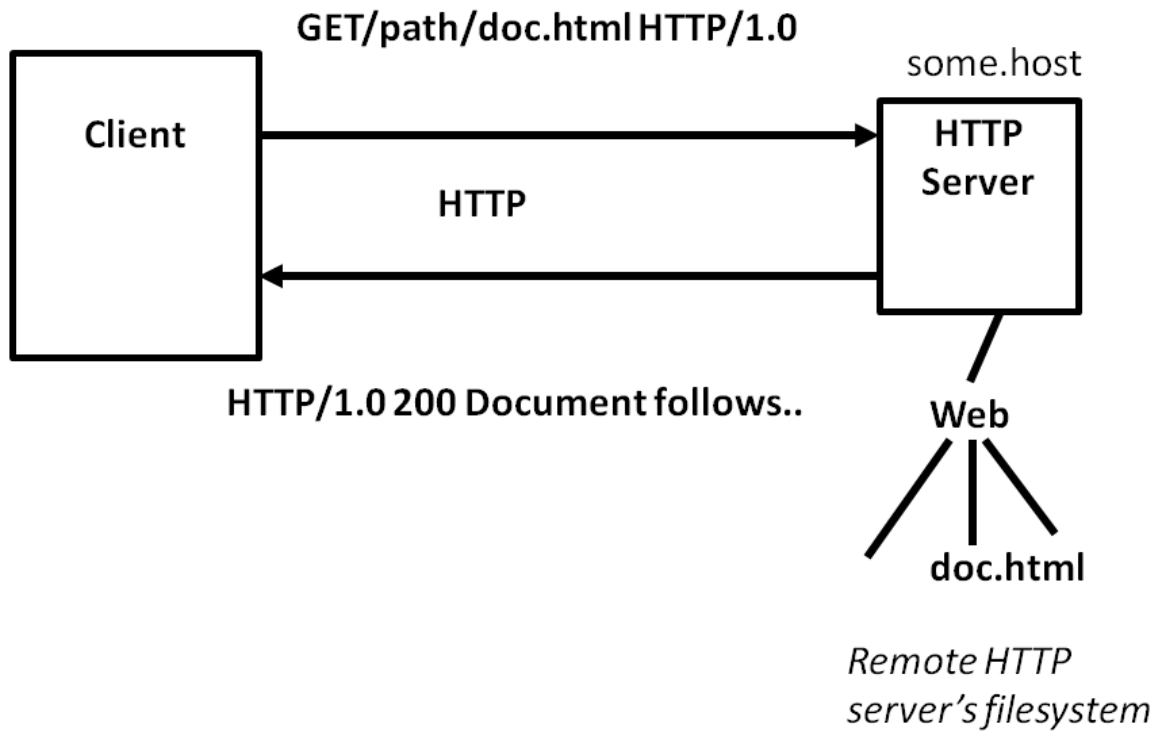 GET/path/doc.html HTTP/1.0
some.host
Client
HTTP
Server
HTTP
HTTP/1.0 200 Document follows..
Web
doc.html
Remote HTTP
server's filesystem